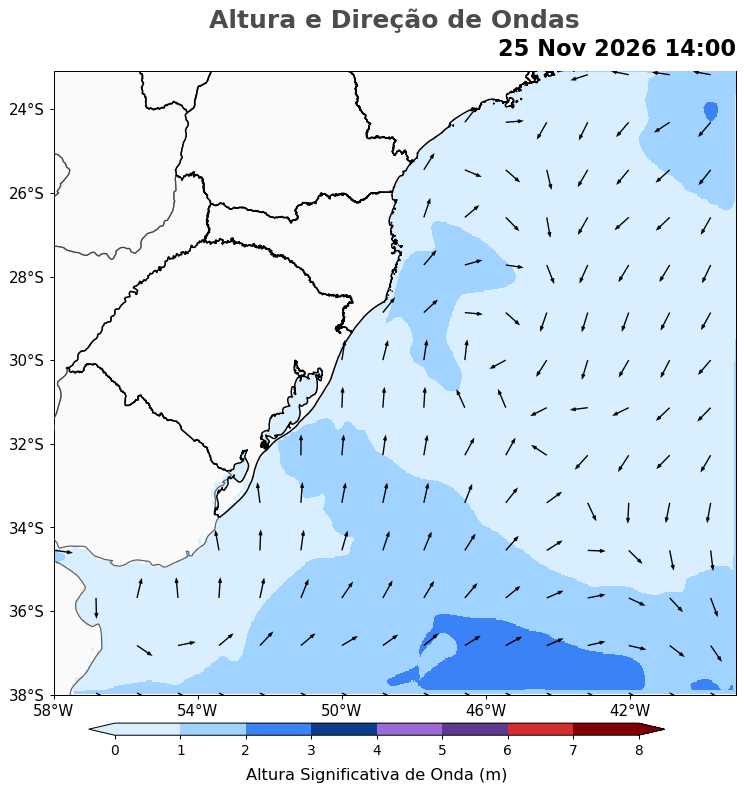 Altura e Direção de Ondas
25 Nov 2026 14:00
24°S
26°S
28°S
30°S
32°S
34°S
36°S
38°S
58°W 54°W 50°W 46°W 42°W
0 1 2 3 4 5 6 7 8
Altura Significativa de Onda (m)